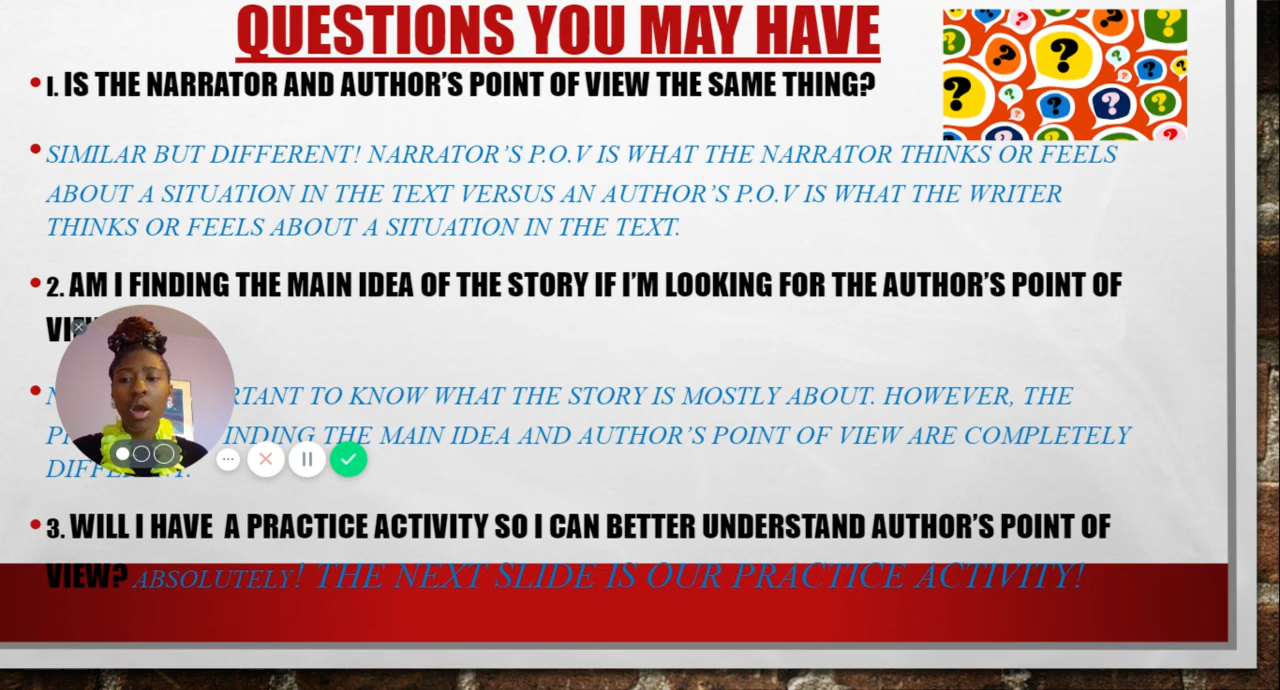 QUESTIONS YOU MAY HAVE
• 1. IS THE NARRATOR AND AUTHOR'S POINT OF VIEW THE SAME THING?
• SIMILAR BUT DIFFERENT! NARRATOR'S P.O.V IS WHAT THE NARRATOR THINKS OR FEELS
ABOUT A SITUATION IN THE TEXT VERSUS AN AUTHOR'S P.O.V IS WHAT THE WRITER
THINKS OR FEELS ABOUT A SITUATION IN THE TEXT.
• 2. AM I FINDING THE MAIN IDEA OF THE STORY IF I'M LOOKING FOR THE AUTHOR'S POINT OF
• TO KNOW WHAT THE STORY IS MOSTLY ABOUT. HOWEVER, THE
THE MAIN IDEA AND AUTHOR'S POINT OF VIEW ARE COMPLETELY
• 3. WILL I HAVE A PRACTICE ACTIVITY SO I CAN BETTER UNDERSTAND AUTHOR'S POINT OF
VIEW? ABSOLUTELY! THE NEXT SLIDE IS OUR PRACTICE ACTIVITY!